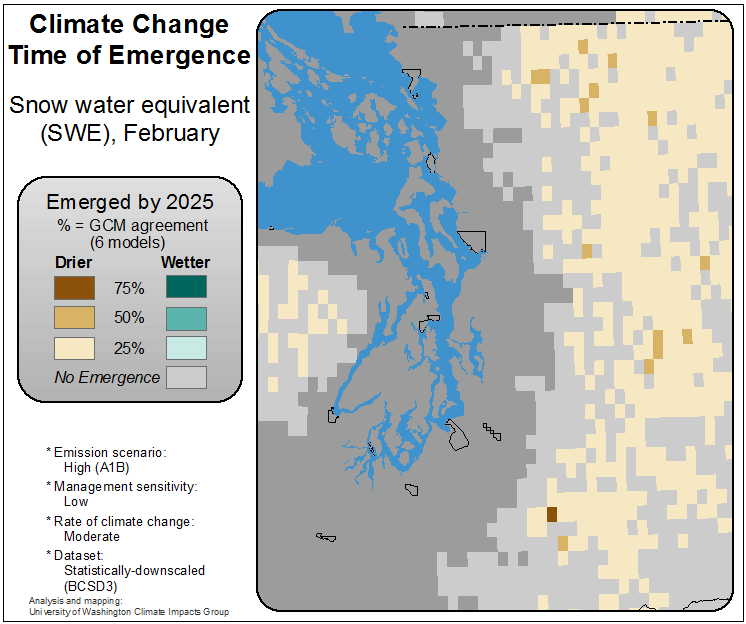 Climate Change
Time of Emergence
Snow water equivalent
(SWE), February
Emerged by 2025
% = GCM agreement
(6 models)
Drier Wetter
75%
50%
25%
No Emergence
* Emission scenario:
High (A1B)
* Management sensitivity:
Low
* Rate of climate change:
Moderate
* Dataset:
Statistically-downscaled
(BCSD3)
Analysis and mapping:
University of Washington Climate Impacts Group